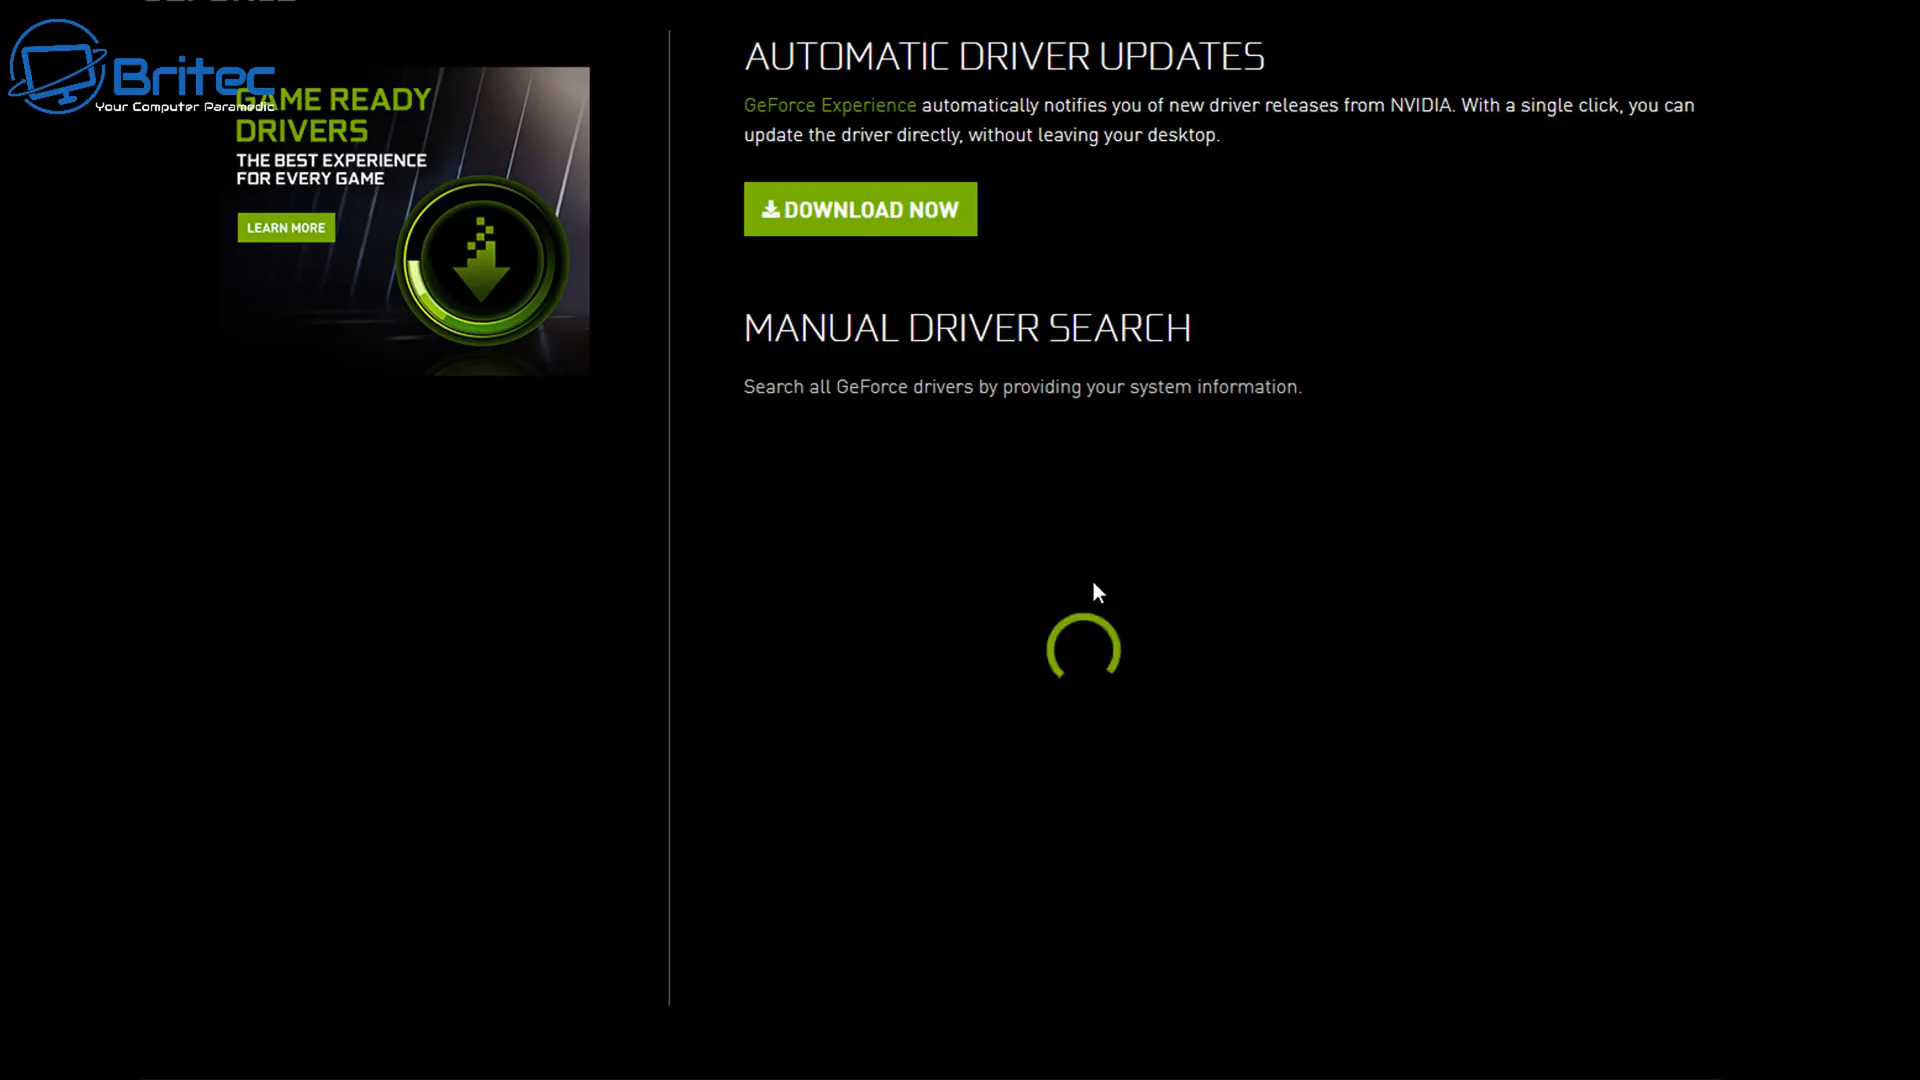 Britec
Your Computer Paramedic
GAME READY
DRIVERS
THE BEST EXPERIENCE
FOR EVERY GAME
LEARN MORE
AUTOMATIC DRIVER UPDATES
GeForce Experience automatically notifies you of new driver releases from NVIDIA. With a single click, you can
update the driver directly, without leaving your desktop.
DOWNLOAD NOW
MANUAL DRIVER SEARCH
Search all GeForce drivers by providing your system information.